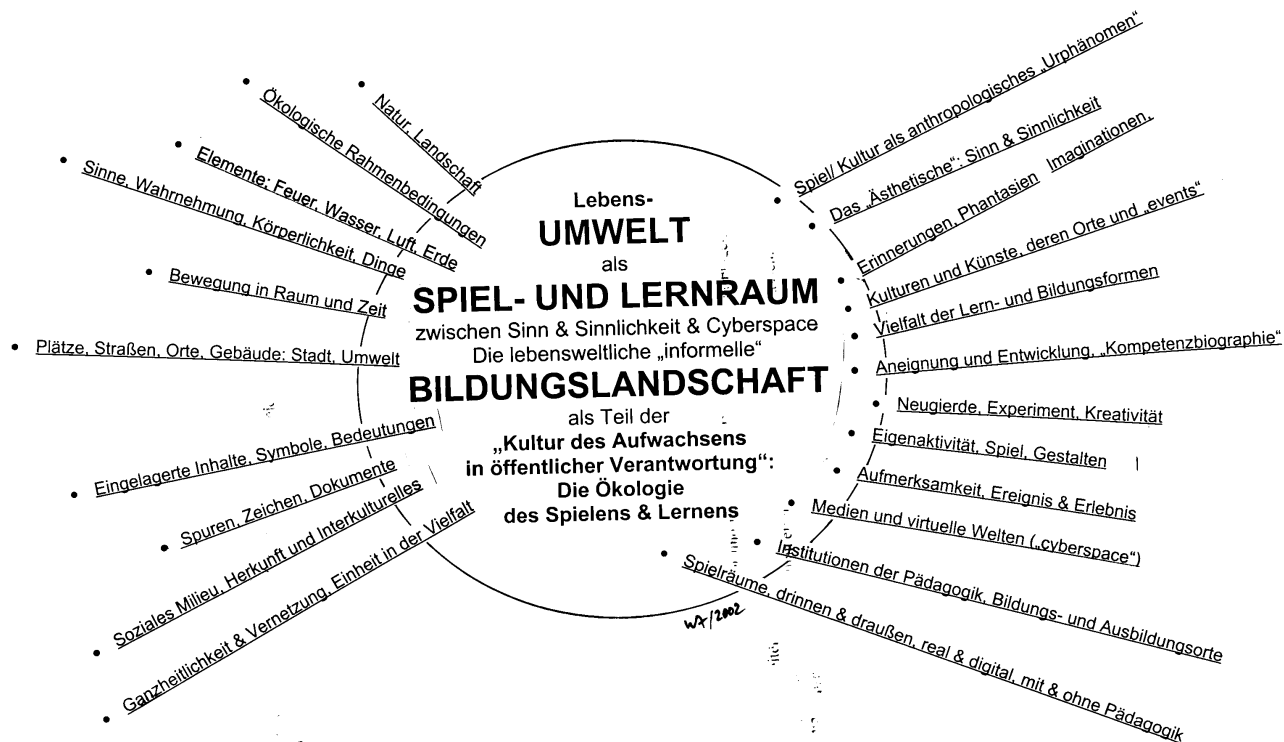 Natur, Landschaft
Ökologische Rahmenbedingungen
Elemente: Feuer, Wasser, Luft, Erde
Sinne, Wahrnehmung, Körperlichkeit, Dinge
Bewegung in Raum und Zeit
Plätze, Straßen, Orte, Gebäude: Stadt, Umwelt
Eingelagerte Inhalte, Symbole, Bedeutungen
Spuren, Zeichen, Dokumente
Soziales Milieu, Herkunft und Interkulturelles
Ganzheitlichkeit & Vernetzung, Einheit in der Vielfalt
Lebens-
UMWELT
als
SPIEL- UND LERNRAUM
zwischen Sinn & Sinnlichkeit & Cyberspace
Die lebensweltliche „informelle“
BILDUNGSLANDSCHAFT
als Teil der
„Kultur des Aufwachsens
in öffentlicher Verantwortung“:
Die Ökologie
des Spielens & Lernens
Spiel/ Kultur als anthropologisches „Urphänomen“
Das „Ästhetische“: Sinn & Sinnlichkeit
Erinnerungen, Phantasien Imaginationen,
Kulturen und Künste, deren Orte und „events“
Vielfalt der Lern- und Bildungsformen
Aneignung und Entwicklung, „Kompetenzbiographie“
Neugierde, Experiment, Kreativität
Eigenaktivität, Spiel, Gestalten
Aufmerksamkeit, Ereignis & Erlebnis
Medien und virtuelle Welten („cyberspace“)
Institutionen der Pädagogik, Bildungs- und Ausbildungsorte
Spielräume, drinnen & draußen, real & digital, mit & ohne Pädagogik
/2002